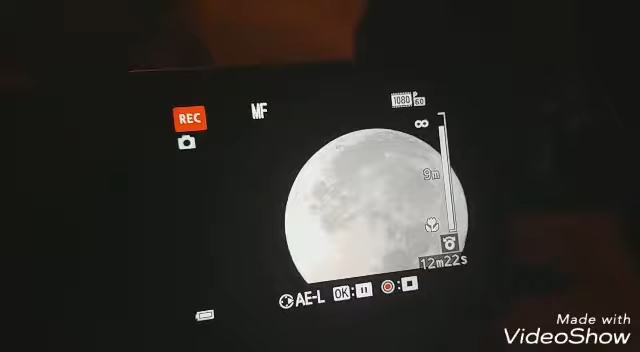 REC
MF
1080 P 60
∞
9m
12m22s
AE-L OK:
Made with
VideoShow